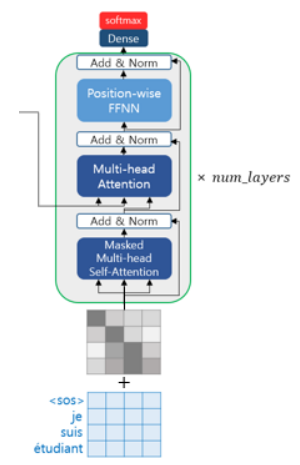 softmax
Dense
Add & Norm
Position-wise
FFNN
Add & Norm
Multi-head
Attention
× num_layers
Add & Norm
Masked
Multi-head
Self-Attention
+
<sos>
je
suis
étudiant